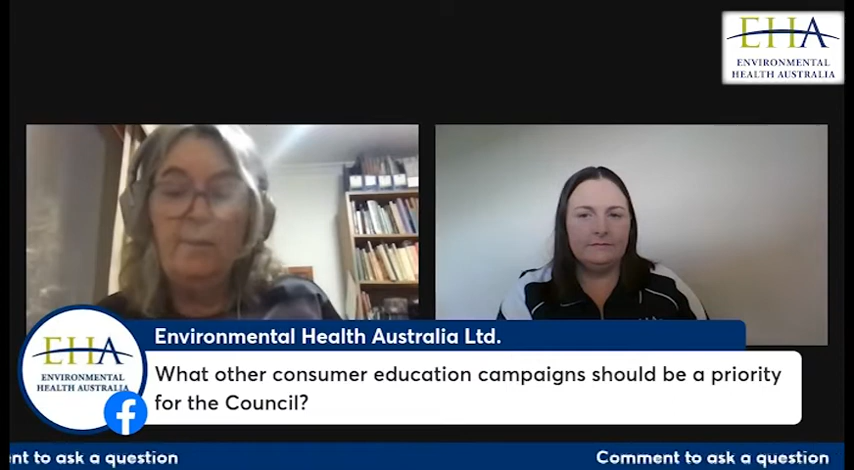 EHA
ENVIRONMENTAL
HEALTH AUSTRALIA
Environmental Health Australia Ltd.
EHA
ENVIRONMENTAL
HEALTH AUSTRALIA
What other consumer education campaigns should be a priority
for the Council?
nt to ask a question
Comment to ask a question